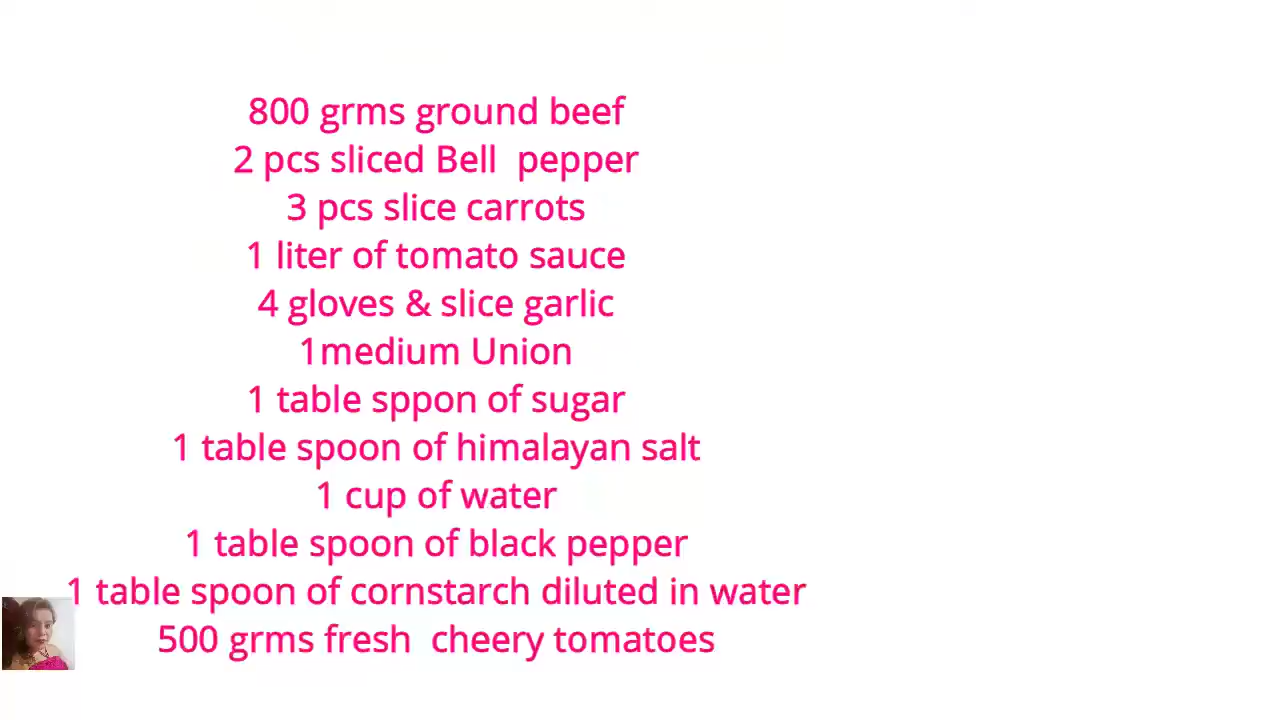 800 grms ground beef
2 pcs sliced Bell  pepper
3 pcs slice carrots
1 liter of tomato sauce
4 gloves & slice garlic
1medium Union
1 table sppon of sugar
1 table spoon of himalayan salt
1 cup of water
1 table spoon of black pepper
1 table spoon of cornstarch diluted in water
500 grms fresh  cheery tomatoes